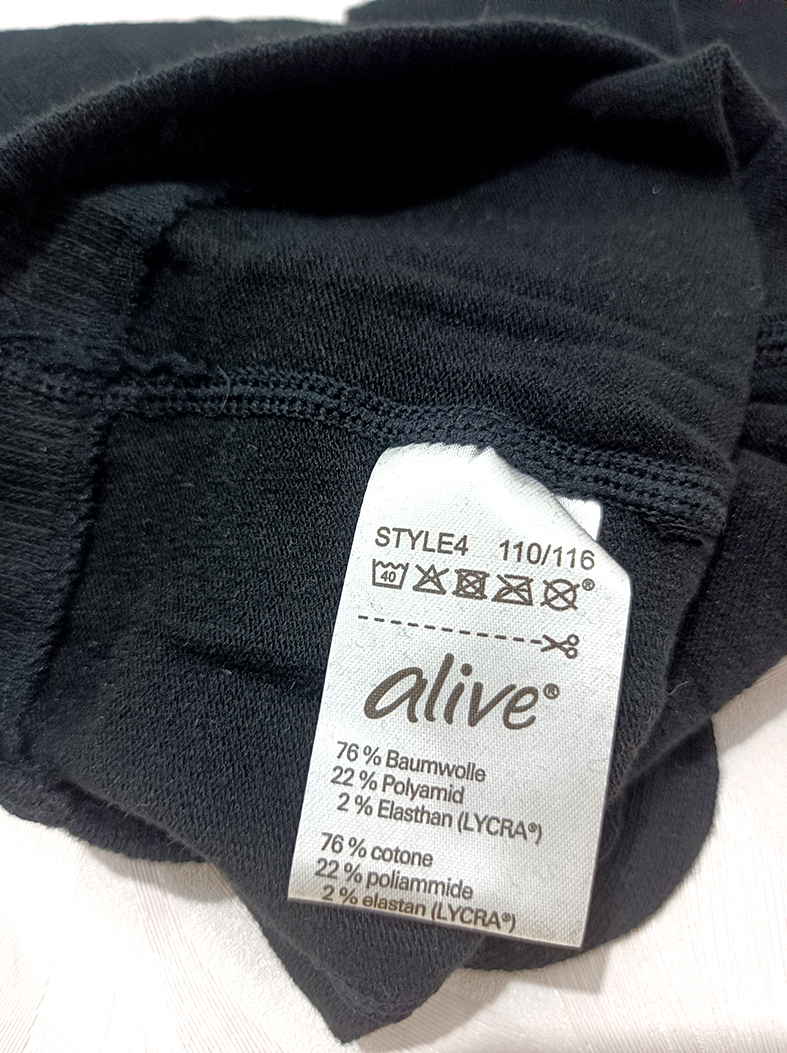 STYLE4 110/116
40 ®
alive®
76 % Baumwolle
22 % Polyamid
2 % Elasthan (LYCRA®)
76 % cotone
22 % poliammide
2 % elastan (LYCRA®)